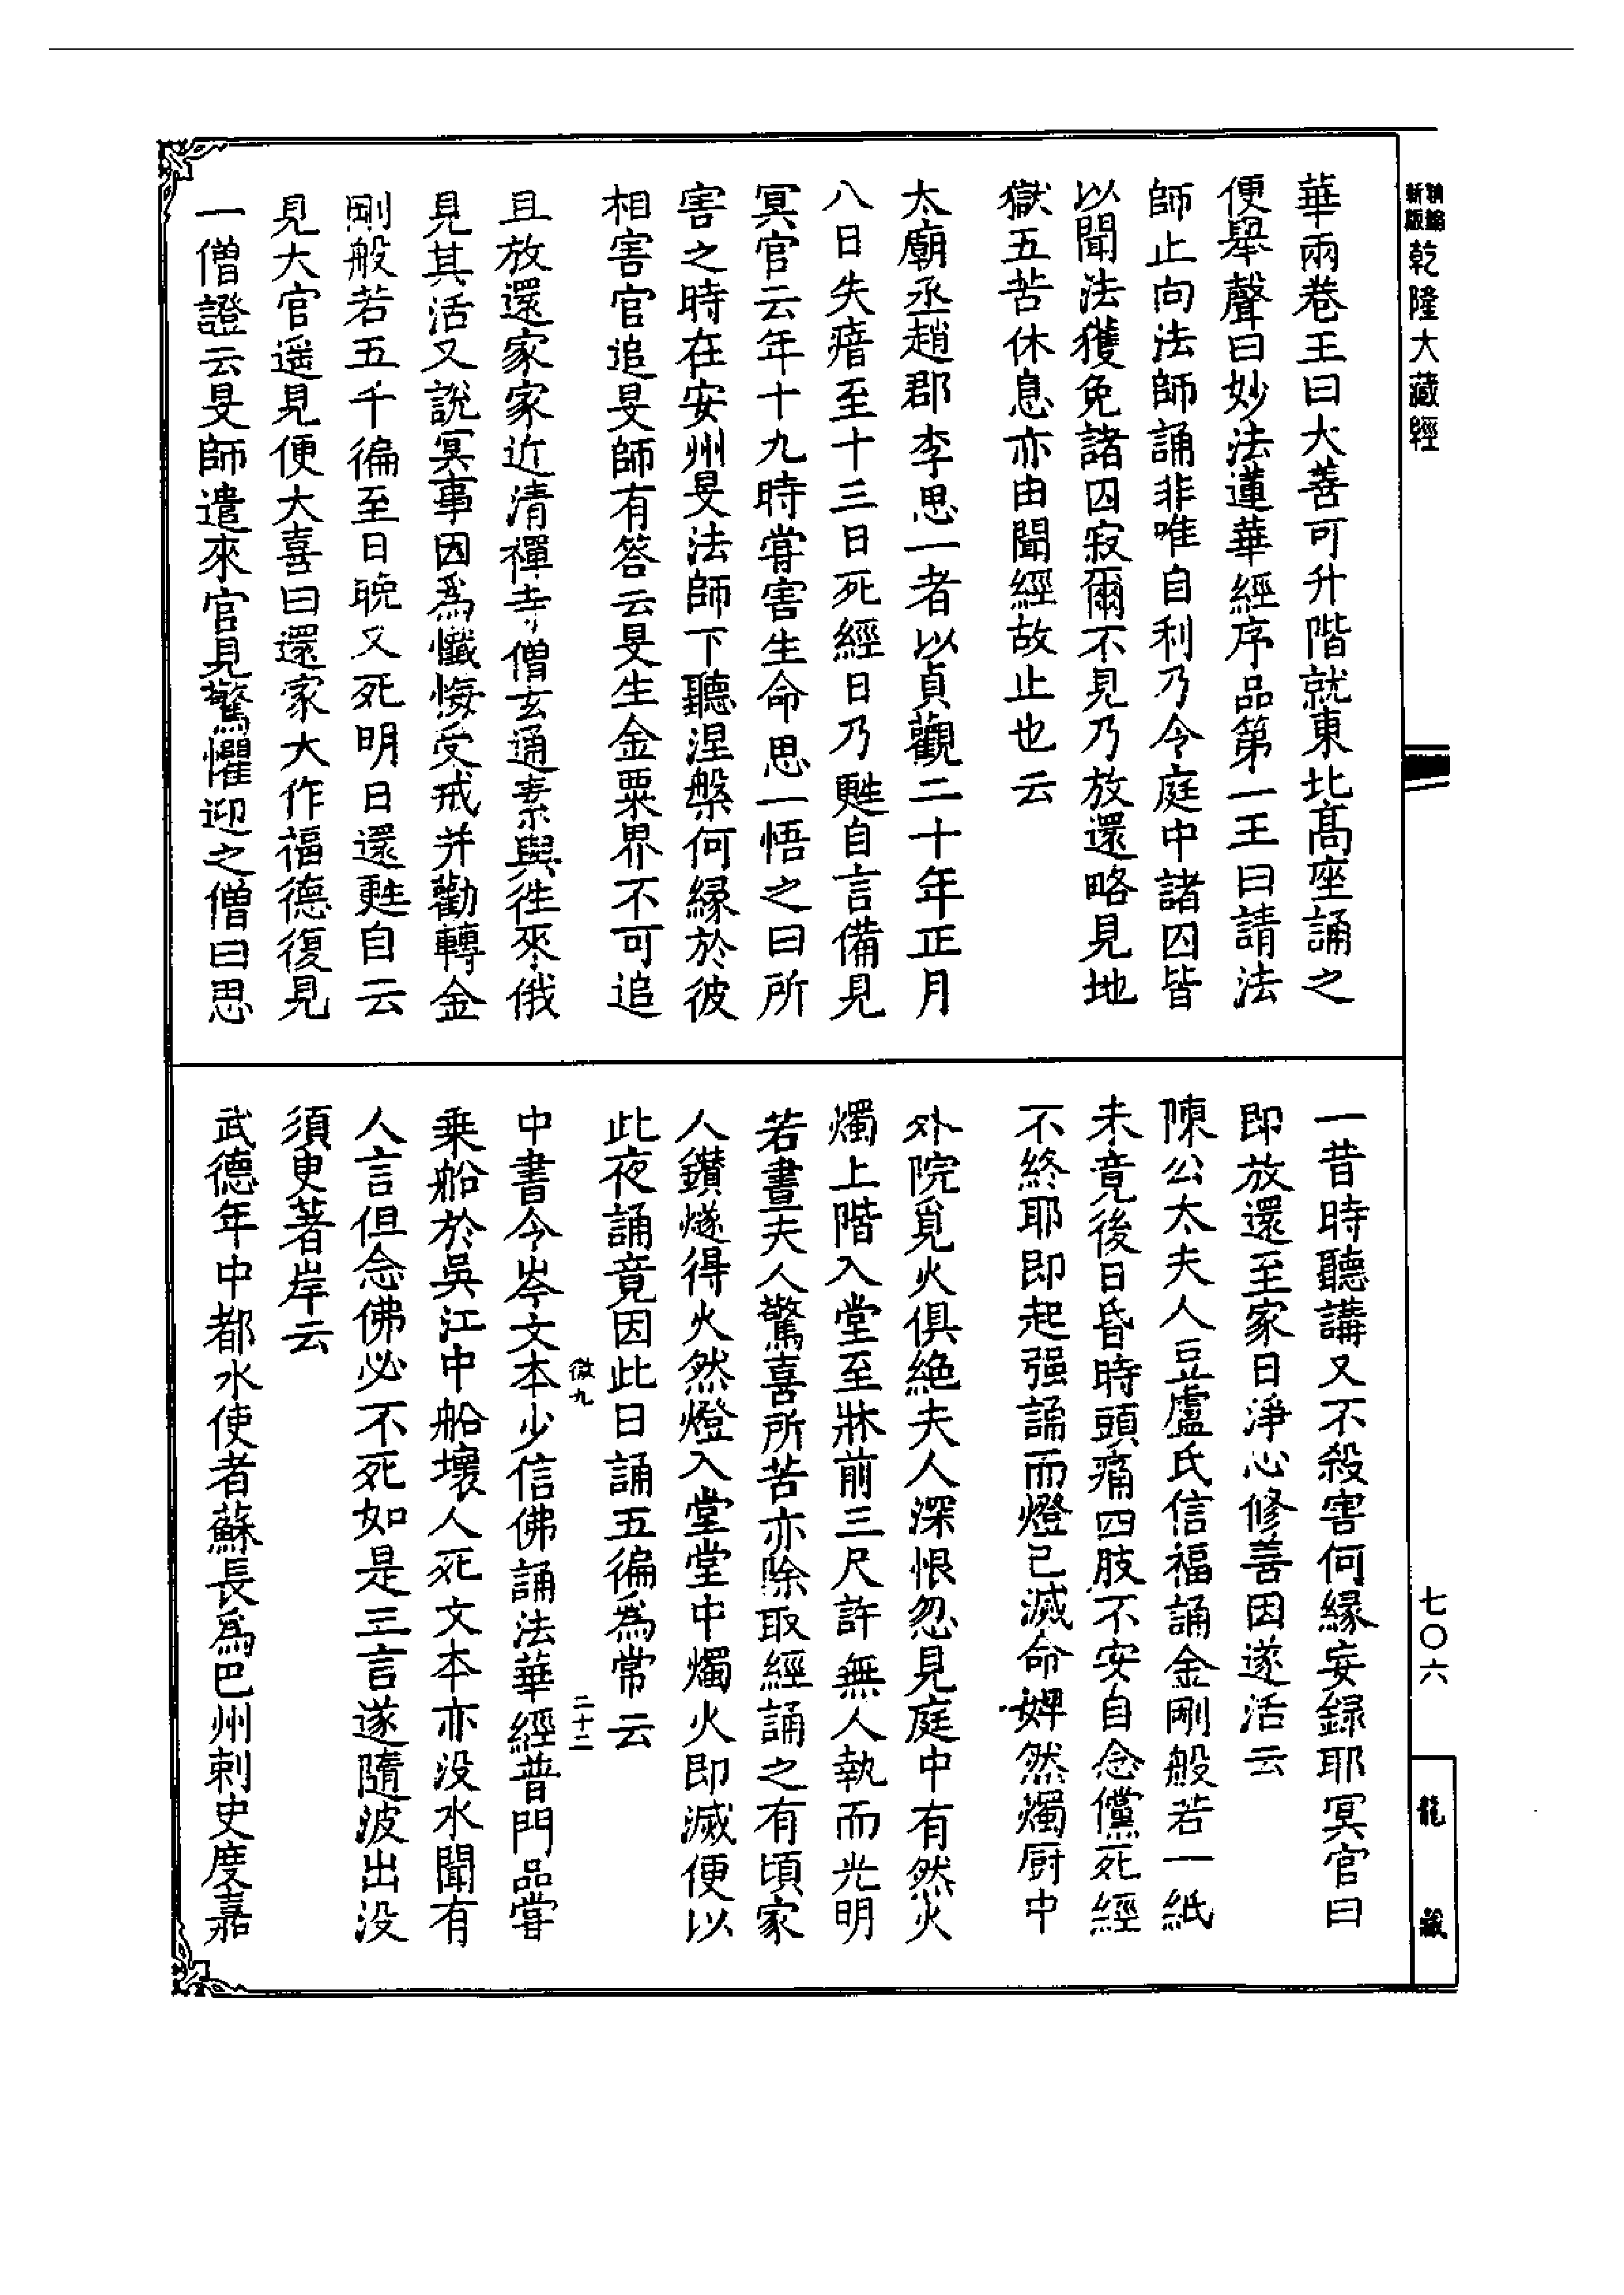 精縮新版乾隆大藏經
華兩卷王曰大善可升階就東北高座誦之
便舉聲曰妙法蓮華經序品第一王曰請法
師止向法師誦非唯自利乃令庭中諸囚皆
以聞法獲免諸囚寂爾不見乃放還略見地
獄五苦休息亦由聞經故止也云
太廟丞趙郡李思一者以貞觀二十年正月
八日失瘖至十三日死經日乃甦自言備見
冥官云年十九時嘗害生命思一悟之曰所
害之時在安州旻法師下聽涅槃何緣於彼
相害官追旻師有答云旻生金粟界不可追
且放還家家近清禪寺僧玄通素與徃來俄
見其活又說冥事因爲懺悔受戒并勸轉金
剛般若五千徧至日晚又死明日還甦自云
見大官遥見便大喜曰還家大作福德復見
一僧證云旻師遣來官見驚懼迎之僧曰思
一昔時聽講又不殺害何緣妄録耶冥官曰
即放還至家日淨心修善因遂活云
陳公太夫人豆盧氏信福誦金剛般若一紙
未竟後日昏時頭痛四肢不安自念儻死經
不終耶即起强誦而燈已滅命婢然燭厨中
外院覓火俱絶夫人深恨忽見庭中有然火
燭上階入堂至牀前三尺許無人執而光明
若晝夫人驚喜所苦亦除取經誦之有頃家
人鑚燧得火然燈入堂堂中燭火即滅便以
此夜誦竟因此日誦五徧為常云
微九 二十二
中書令岑文本少信佛誦法華經普門品嘗
乗船於吳江中船壞人死文本亦没水聞有
人言但念佛必不死如是三言遂隨波出没
須臾著岸云
武德年中都水使者蘇長爲巴州刺史度嘉
七〇六
龍藏